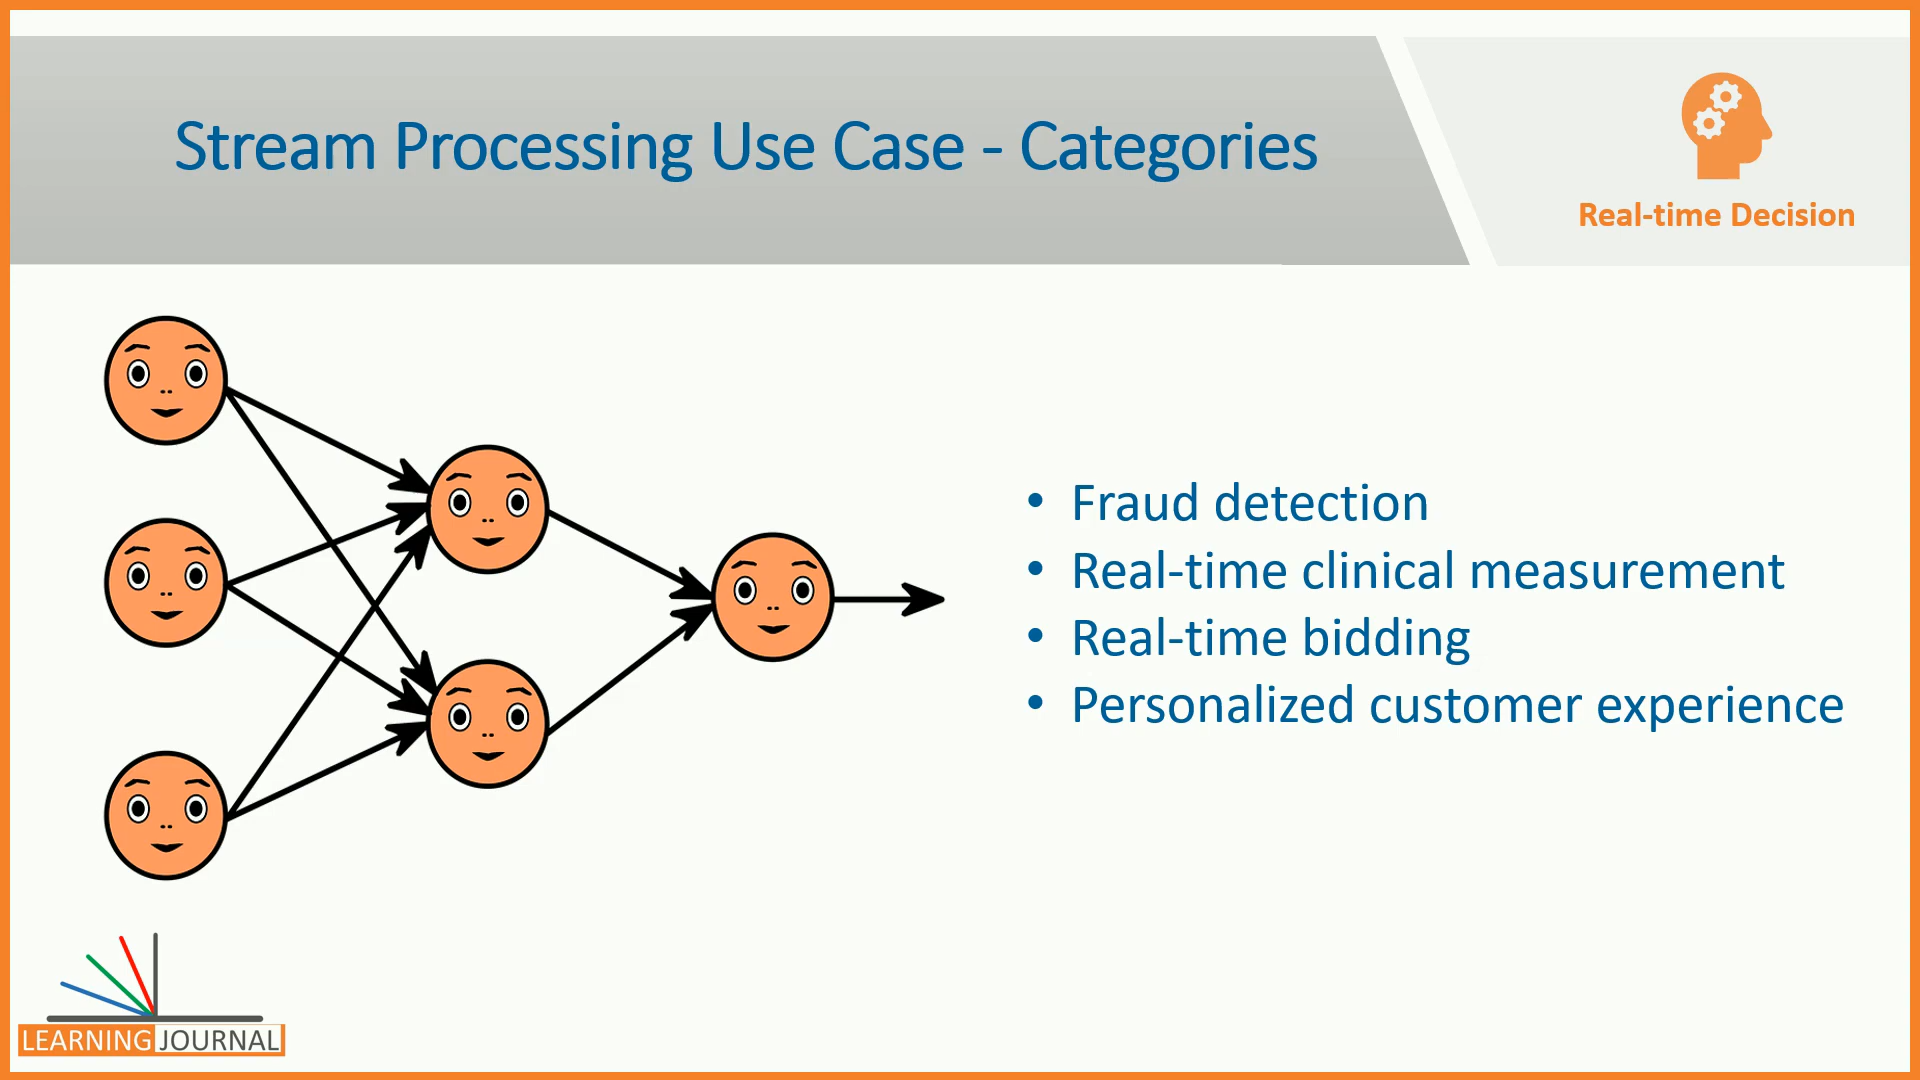 Stream Processing Use Case - Categories
Real-time Decision
• Fraud detection
• Real-time clinical measurement
• Real-time bidding
• Personalized customer experience
LEARNING JOURNAL